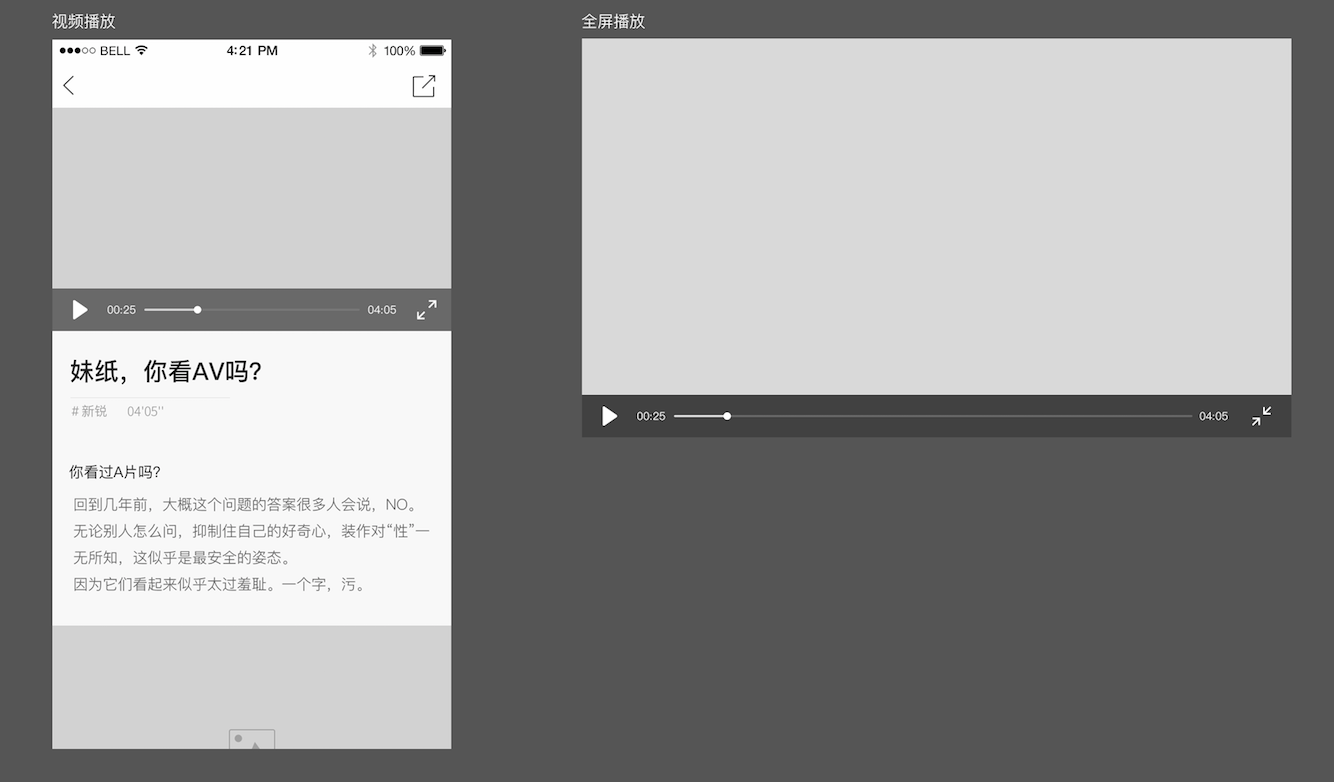 视频播放
BELL 4:21 PM 100%
00:25 04:05
妹纸，你看AV吗？
# 新锐 04'05''
你看过A片吗？
回到几年前，大概这个问题的答案很多人会说，NO。
无论别人怎么问，抑制住自己的好奇心，装作对“性”一
无所知，这似乎是最安全的姿态。
因为它们看起来似乎太过羞耻。一个字，污。
全屏播放
00:25 04:05